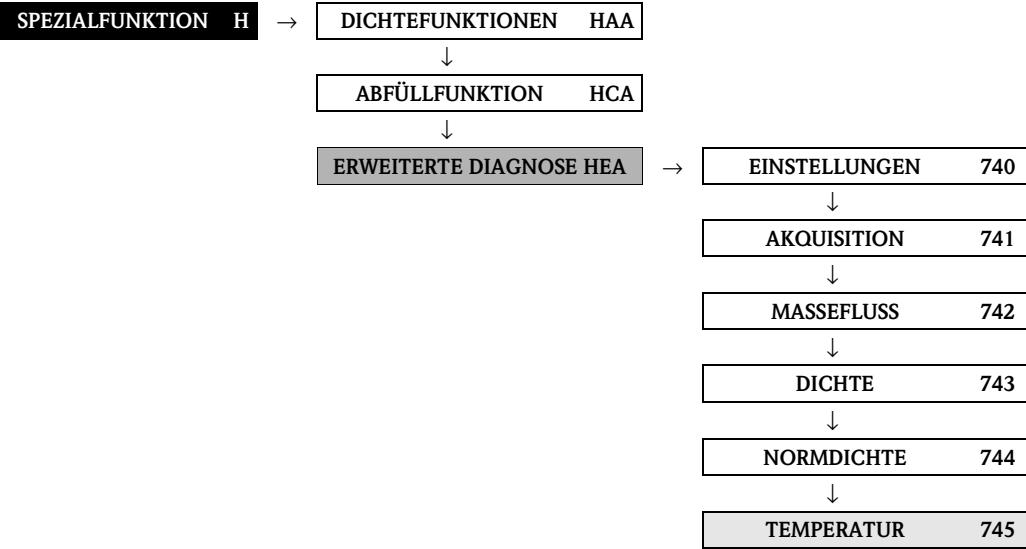 SPEZIALFUNKTION H → DICHTEFUNKTIONEN HAA
↓
ABFÜLLFUNKTION HCA
↓
ERWEITERTE DIAGNOSE HEA → EINSTELLUNGEN 740
↓
AKQUISITION 741
↓
MASSEFLUSS 742
↓
DICHTE 743
↓
NORMDICHTE 744
↓
TEMPERATUR 745